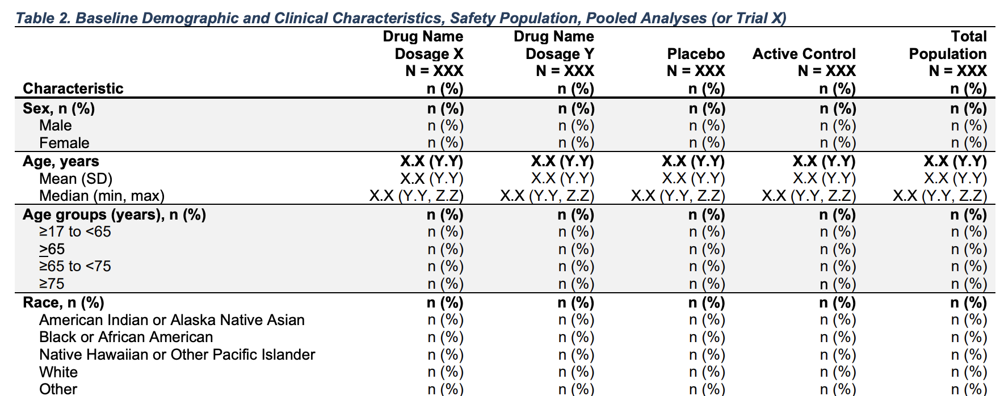 Table 2. Baseline Demographic and Clinical Characteristics, Safety Population, Pooled Analyses (or Trial X)
Drug Name Drug Name Total
Dosage X Dosage Y Placebo Active Control Population
N = XXX N = XXX N = XXX N = XXX N = XXX
Characteristic n (%) n (%) n (%) n (%) n (%)
Sex, n (%) n (%) n (%) n (%) n (%) n (%)
Male n (%) n (%) n (%) n (%) n (%)
Female n (%) n (%) n (%) n (%) n (%)
Age, years X.X (Y.Y) X.X (Y.Y) X.X (Y.Y) X.X (Y.Y) X.X (Y.Y)
Mean (SD) X.X (Y.Y) X.X (Y.Y) X.X (Y.Y) X.X (Y.Y) X.X (Y.Y)
Median (min, max) X.X (Y.Y, Z.Z) X.X (Y.Y, Z.Z) X.X (Y.Y, Z.Z) X.X (Y.Y, Z.Z) X.X (Y.Y, Z.Z)
Age groups (years), n (%) n (%) n (%) n (%) n (%) n (%)
≥17 to <65 n (%) n (%) n (%) n (%) n (%)
≥65 n (%) n (%) n (%) n (%) n (%)
≥65 to <75 n (%) n (%) n (%) n (%) n (%)
≥75 n (%) n (%) n (%) n (%) n (%)
Race, n (%) n (%) n (%) n (%) n (%) n (%)
American Indian or Alaska Native Asian n (%) n (%) n (%) n (%) n (%)
Black or African American n (%) n (%) n (%) n (%) n (%)
Native Hawaiian or Other Pacific Islander n (%) n (%) n (%) n (%) n (%)
White n (%) n (%) n (%) n (%) n (%)
Other n (%) n (%) n (%) n (%) n (%)